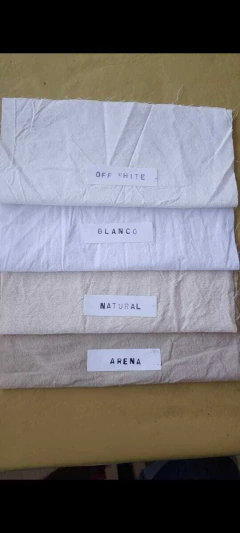 OFF WHITE
BLANCO
NATURAL
ARENA